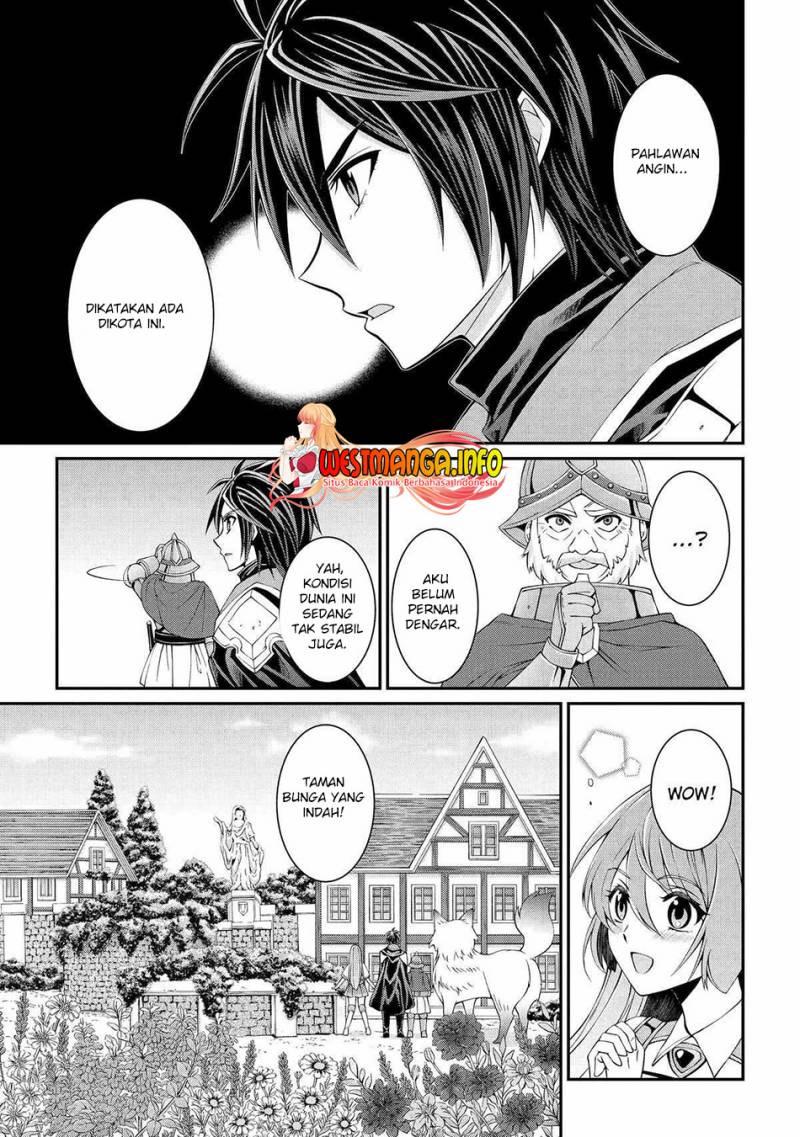 PAHLAWAN
ANGIN...
DIKATAKAN ADA
DIKOTA INI.
WESTMANGA.INFO
Situs Baca Komik Berbahasa Indonesia
...?
AKU
BELUM
PERNAH
DENGAR.
YAH,
KONDISI
DUNIA INI
SEDANG
TAK STABIL
JUGA.
WOW!
TAMAN
BUNGA YANG
INDAH!